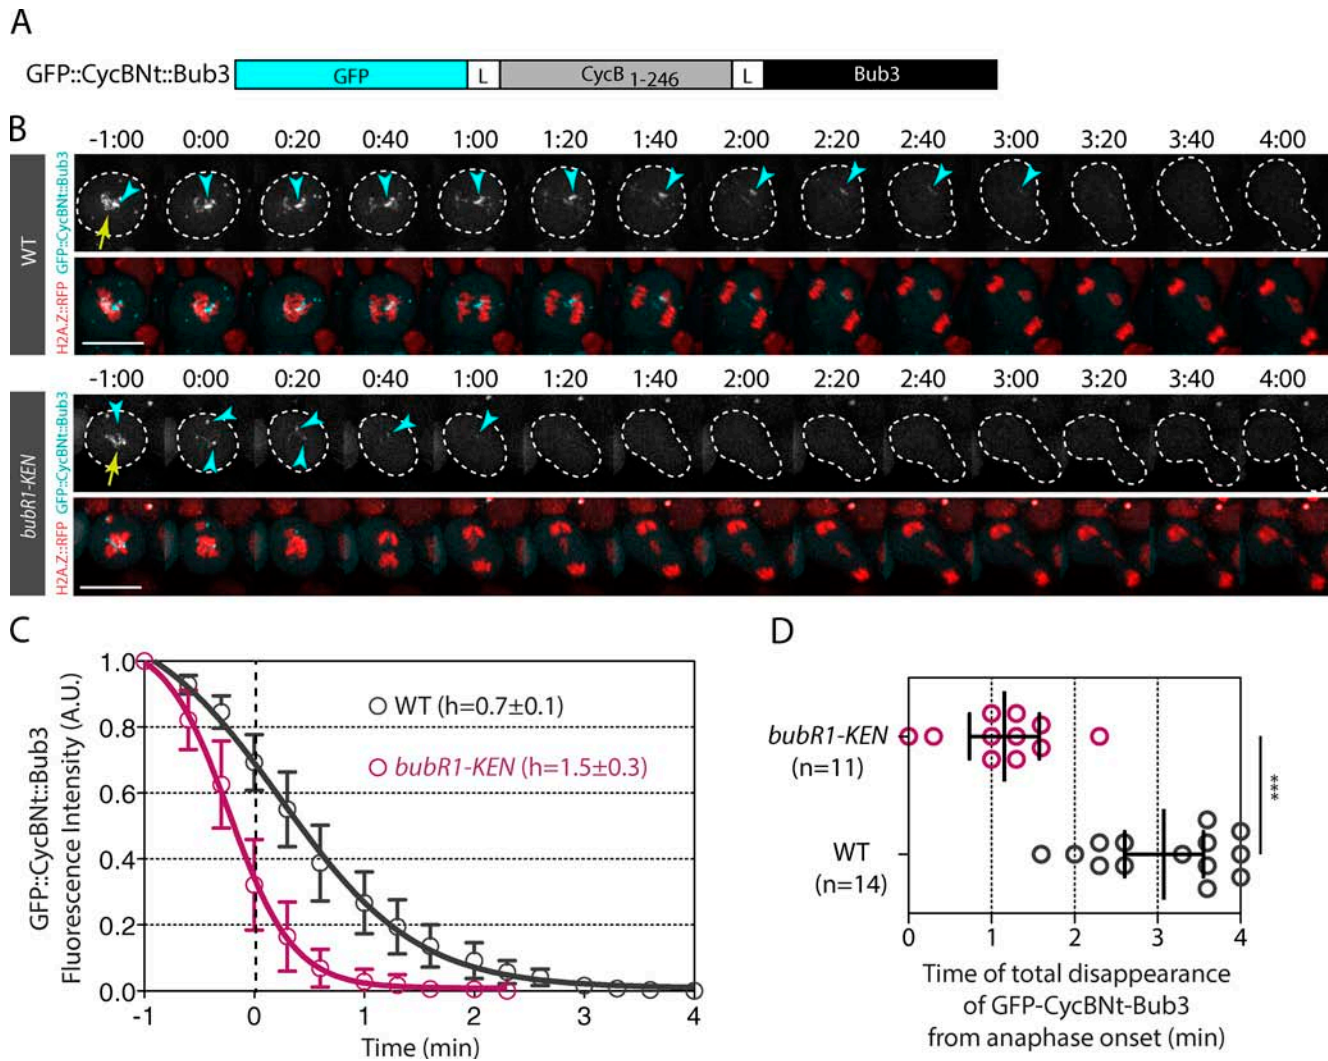 A
GFP::CycBNt::Bub3 GFP L CycB 1-246 L Bub3
B
-1:00 0:00 0:20 0:40 1:00 1:20 1:40 2:00 2:20 2:40 3:00 3:20 3:40 4:00
WT
GFP::CycBNt::Bub3
H2A.Z::RFP
-1:00 0:00 0:20 0:40 1:00 1:20 1:40 2:00 2:20 2:40 3:00 3:20 3:40 4:00
bubR1-KEN
GFP::CycBNt::Bub3
H2A.Z::RFP
C
GFP::CycBNt::Bub3
Fluorescence Intensity (A.U.)
1.0
0.8
0.6
0.4
0.2
0.0
WT (h=0.7±0.1)
bubR1-KEN (h=1.5±0.3)
-1 0 1 2 3 4
Time (min)
D
bubR1-KEN
(n=11)
WT
(n=14)
***
0 1 2 3 4
Time of total disappearance
of GFP-CycBNt-Bub3
from anaphase onset (min)